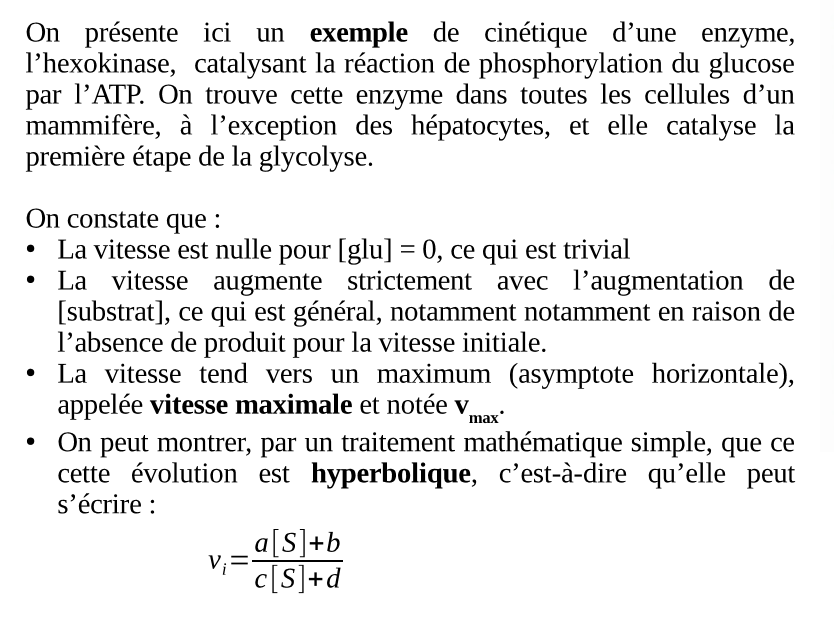 On présente ici un exemple de cinétique d’une enzyme,
l’hexokinase, catalysant la réaction de phosphorylation du glucose
par l’ATP. On trouve cette enzyme dans toutes les cellules d’un
mammifère, à l’exception des hépatocytes, et elle catalyse la
première étape de la glycolyse.
On constate que :
• La vitesse est nulle pour [glu] = 0, ce qui est trivial
• La vitesse augmente strictement avec l’augmentation de
[substrat], ce qui est général, notamment notamment en raison de
l’absence de produit pour la vitesse initiale.
• La vitesse tend vers un maximum (asymptote horizontale),
appelée vitesse maximale et notée vmax.
• On peut montrer, par un traitement mathématique simple, que ce
cette évolution est hyperbolique, c’est-à-dire qu’elle peut
s’écrire :
vi = (a[S]+b)/(c[S]+d)